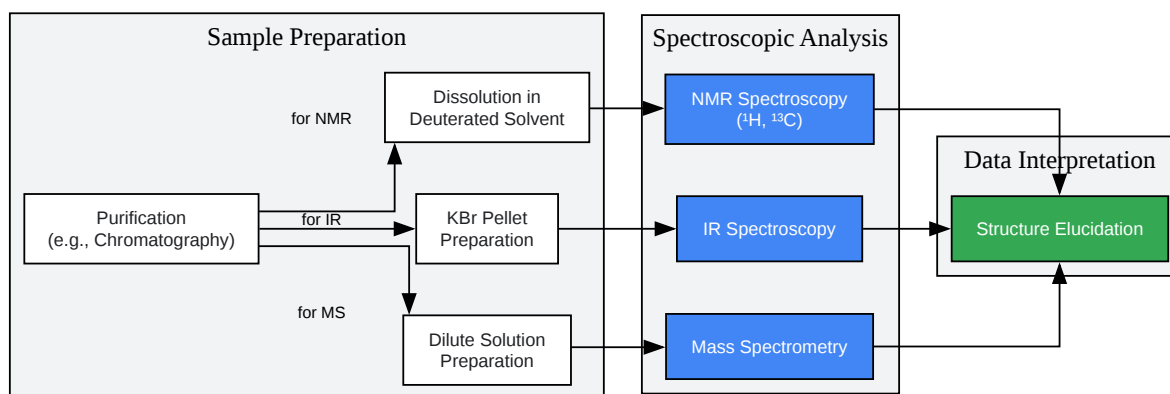 Sample Preparation
for NMR
Dissolution in
Deuterated Solvent
Purification
(e.g., Chromatography)
for IR
KBr Pellet
Preparation
for MS
Dilute Solution
Preparation
Spectroscopic Analysis
NMR Spectroscopy
(¹H, ¹³C)
IR Spectroscopy
Mass Spectrometry
Data Interpretation
Structure Elucidation